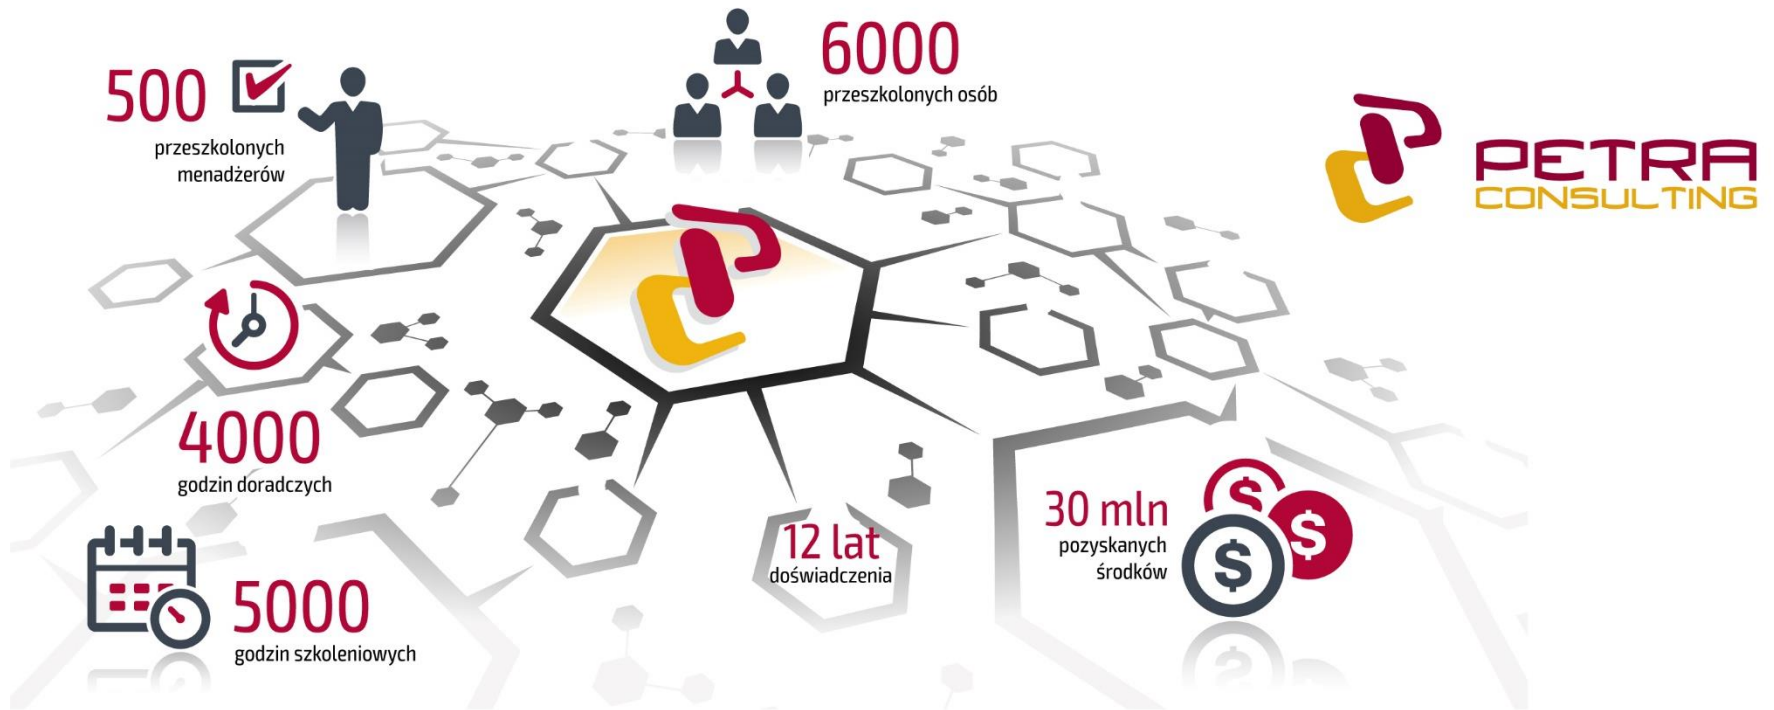 500
przeszkolonych
menadżerów
6000
przeszkolonych osób
PETRA
CONSULTING
4000
godzin doradczych
5000
godzin szkoleniowych
12 lat
doświadczenia
30 mln
pozyskanych
środków
$
$
$